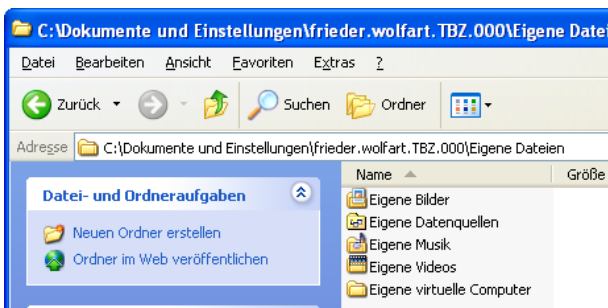 C:\Dokumente und Einstellungen\frieder.wolfart.TBZ.000\Eigene Datei
Datei Bearbeiten Ansicht Favoriten Extras ?
Zurück Suchen Ordner
Adresse C:\Dokumente und Einstellungen\frieder.wolfart.TBZ.000\Eigene Dateien
Name Größe
Datei- und Ordneraufgaben
Neuen Ordner erstellen
Ordner im Web veröffentlichen
Eigene Bilder
Eigene Datenquellen
Eigene Musik
Eigene Videos
Eigene virtuelle Computer